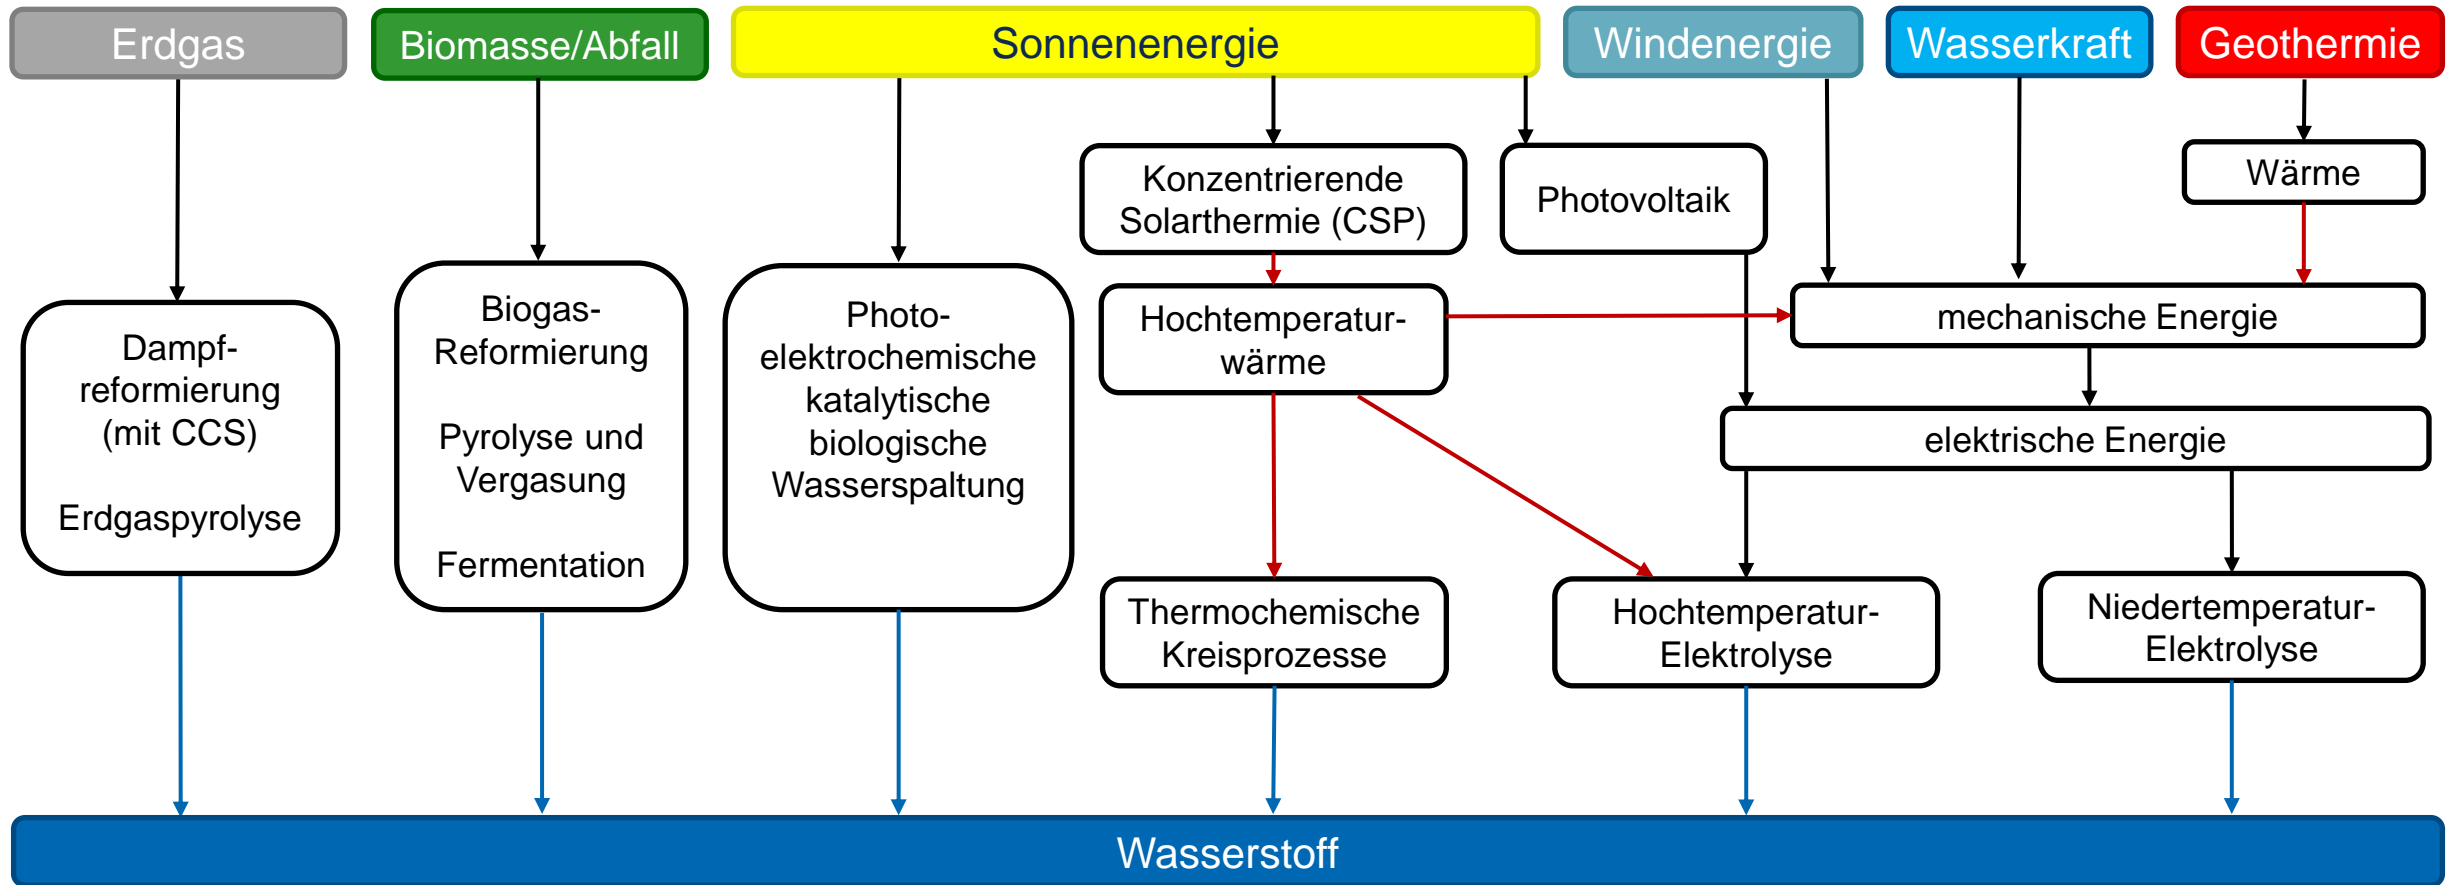 Erdgas
Biomasse/Abfall
Sonnenenergie
Windenergie
Wasserkraft
Geothermie
Konzentrierende
Solarthermie (CSP)
Photovoltaik
Wärme
Dampf-
reformierung
(mit CCS)
Erdgaspyrolyse
Biogas-
Reformierung
Pyrolyse und
Vergasung
Fermentation
Photo-
elektrochemische
katalytische
biologische
Wasserspaltung
Hochtemperatur-
wärme
mechanische Energie
elektrische Energie
Thermochemische
Kreisprozesse
Hochtemperatur-
Elektrolyse
Niedertemperatur-
Elektrolyse
Wasserstoff